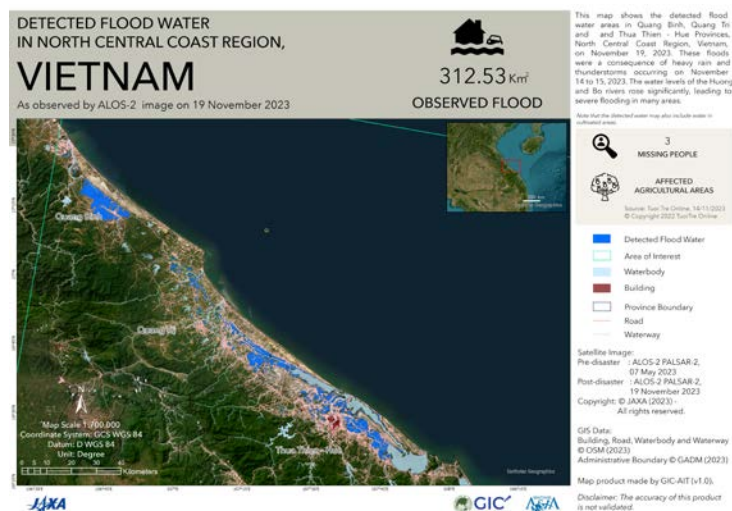 DETECTED FLOOD WATER
IN NORTH CENTRAL COAST REGION,
VIETNAM
As observed by ALOS-2 image on 19 November 2023
312.53 Km²
OBSERVED FLOOD
This map shows the detected flood
water areas in Quang Binh, Quang Tri
and and Thua Thien - Hue Provinces,
North Central Coast Region, Vietnam,
on November 19, 2023. These floods
were a consequence of heavy rain and
thunderstorms occurring on November
14 to 15, 2023. The water levels of the Huong
and Bo rivers rose significantly, leading to
severe flooding in many areas.
Note that the detected water may also include water in
cultivated areas.
3
MISSING PEOPLE
AFFECTED
AGRICULTURAL AREAS
Source: Tuoi Tre Online, 14/11/2023
© Copyright 2022 TuoiTre Online
Detected Flood Water
Area of Interest
Waterbody
Building
Province Boundary
Road
Waterway
Satellite Image:
Pre-disaster : ALOS-2 PALSAR-2,
07 May 2023
Post-disaster : ALOS-2 PALSAR-2,
19 November 2023
Copyright: © JAXA (2023) -
All rights reserved.
GIS Data:
Building, Road, Waterbody and Waterway
© OSM (2023)
Administrative Boundary © GADM (2023)
Map product made by GIC-AIT (v1.0).
Disclaimer: The accuracy of this product
is not validated.
Quang Binh
Quang Tri
Thua Thien - Hue
Map Scale 1:700,000
Coordinate System: GCS WGS 84
Datum: D WGS 84
Unit: Degree
0 5 10 20 30 40
Kilometers
Earthstar Geographics
JAXA
GIC